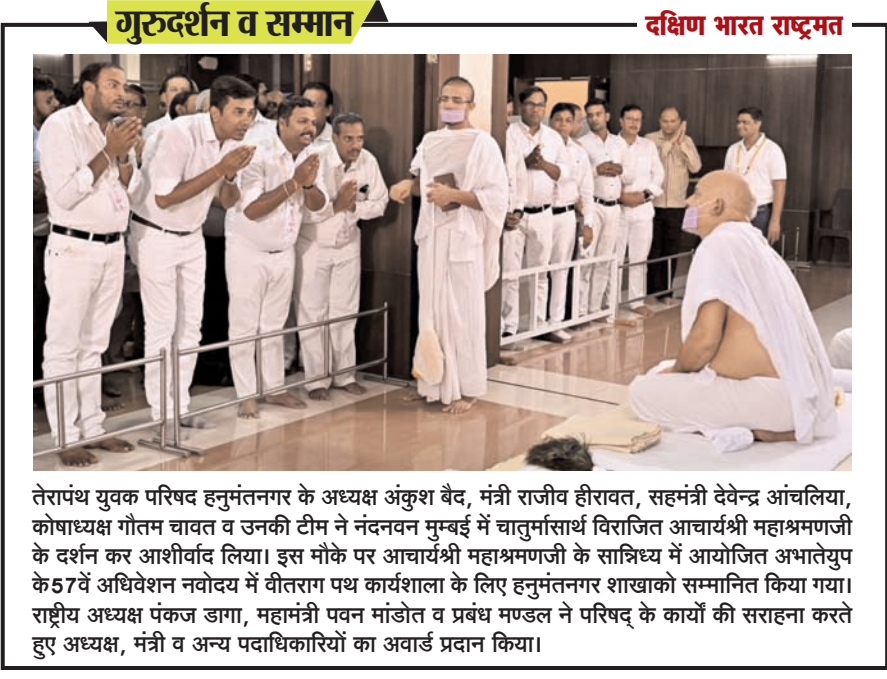 गुरुदर्शन व सम्मान
दक्षिण भारत राष्ट्रमत
तेरापंथ युवक परिषद हनुमंतनगर के अध्यक्ष अंकुश बैद, मंत्री राजीव हीरावत, सहमंत्री देवेन्द्र आंचलिया,
कोषाध्यक्ष गौतम चावत व उनकी टीम ने नंदनवन मुम्बई में चातुर्मासार्थ विराजित आचार्यश्री महाश्रमणजी
के दर्शन कर आशीर्वाद लिया। इस मौके पर आचार्यश्री महाश्रमणजी के सान्निध्य में आयोजित अभातेयुप
के57वें अधिवेशन नवोदय में वीतराग पथ कार्यशाला के लिए हनुमंतनगर शाखाको सम्मानित किया गया।
राष्ट्रीय अध्यक्ष पंकज डागा, महामंत्री पवन मांडोत व प्रबंध मण्डल ने परिषद् के कार्यों की सराहना करते
हुए अध्यक्ष, मंत्री व अन्य पदाधिकारियों का अवार्ड प्रदान किया।